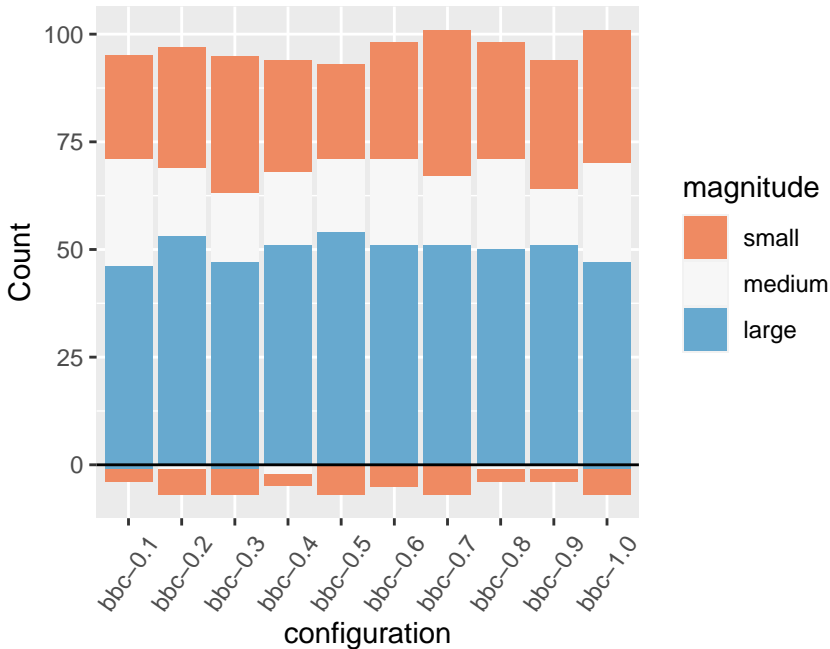 100
75
50
25
0
Count
bbc−0.1
bbc−0.2
bbc−0.3
bbc−0.4
bbc−0.5
bbc−0.6
bbc−0.7
bbc−0.8
bbc−0.9
bbc−1.0
configuration
magnitude
small
medium
large